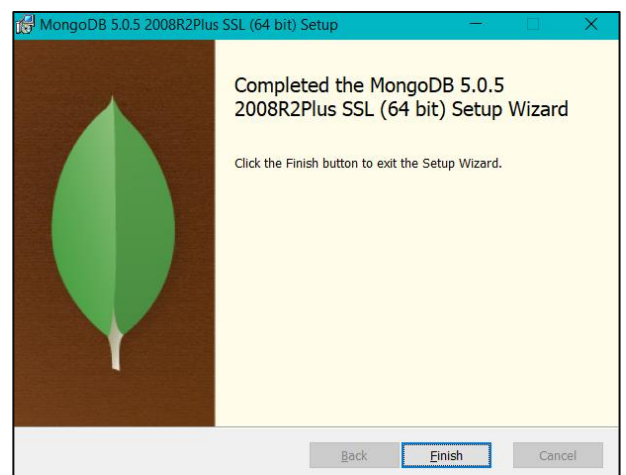 MongoDB 5.0.5 2008R2Plus SSL (64 bit) Setup
Completed the MongoDB 5.0.5
2008R2Plus SSL (64 bit) Setup Wizard
Click the Finish button to exit the Setup Wizard.
Back Finish Cancel